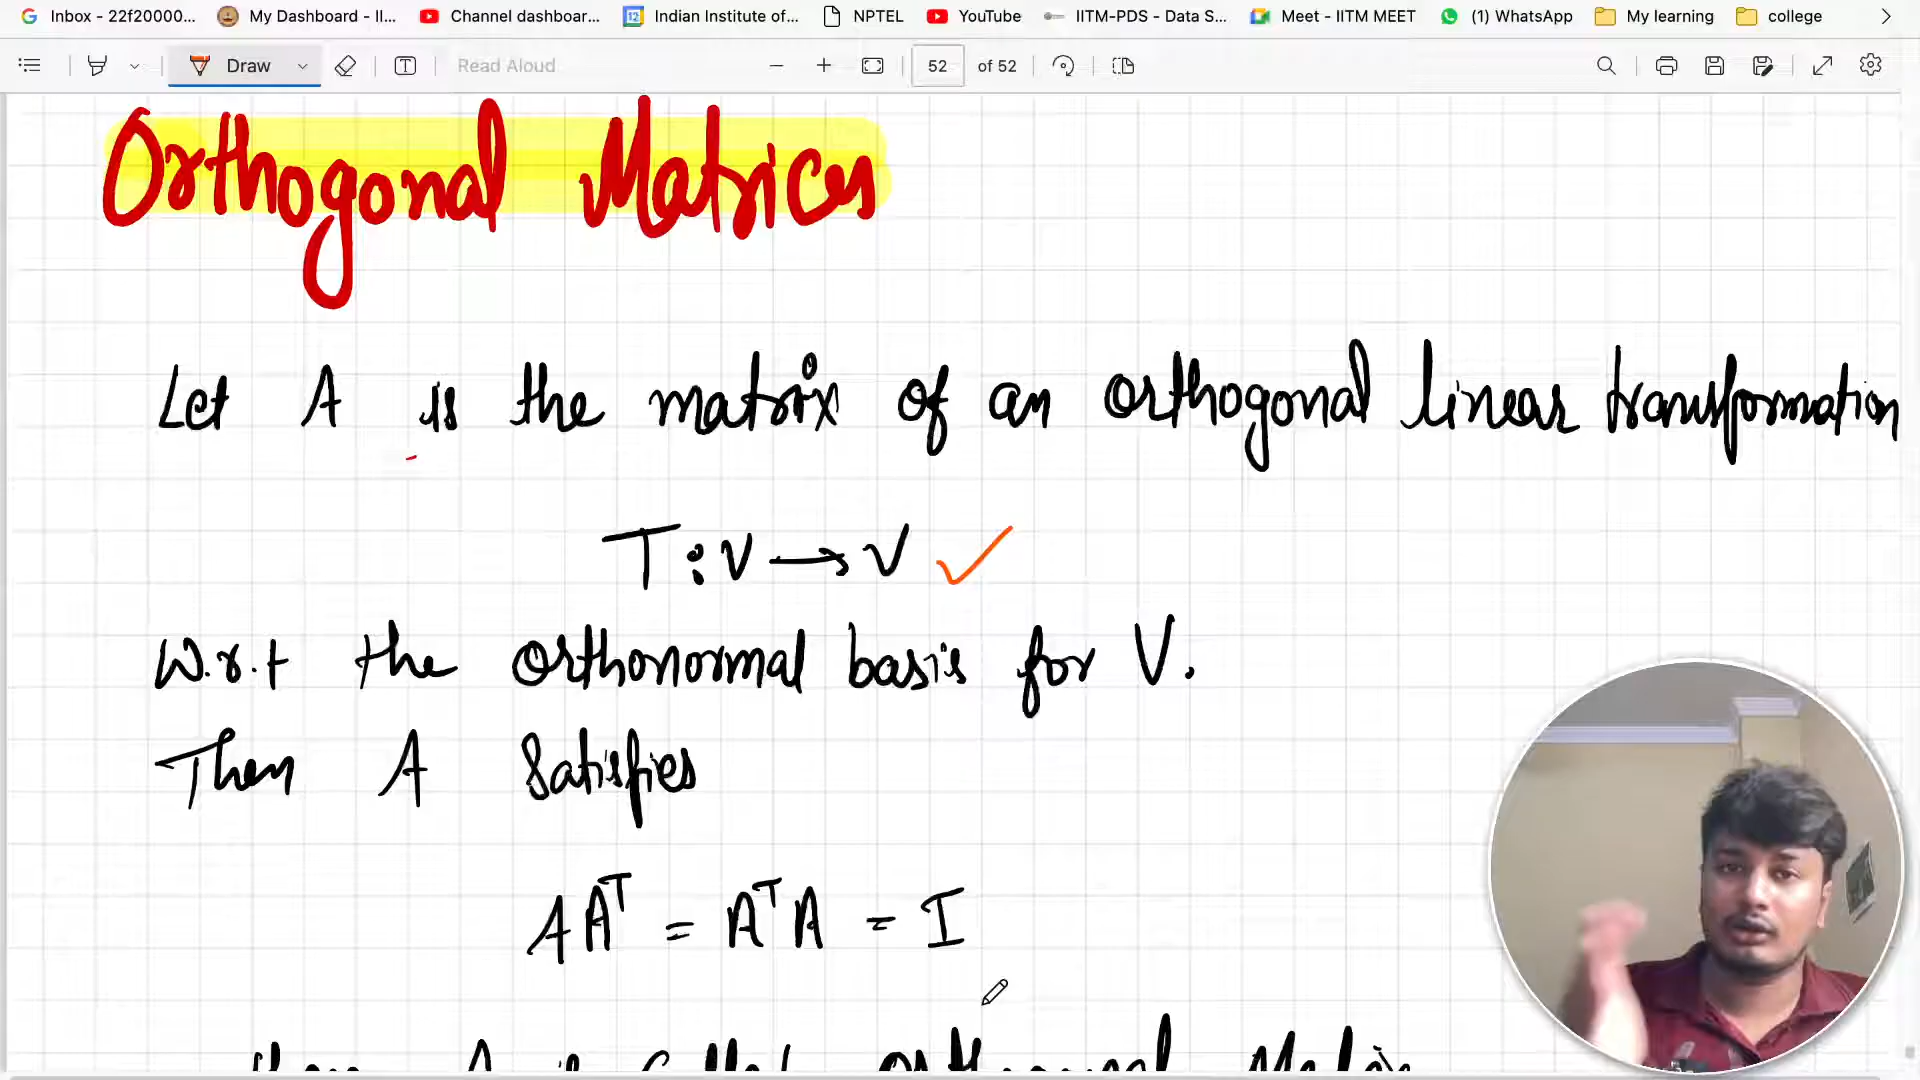 Inbox - 22f20000... My Dashboard - II... Channel dashboar... Indian Institute of... NPTEL YouTube IITM-PDS - Data S... Meet - IITM MEET (1) WhatsApp My learning college
Draw Read Aloud 52 of 52
Orthogonal Matrices
Let A is the matrix of an orthogonal linear transformation
T : V → V ✓
W.r.t the orthonormal basis for V.
Then A satisfies
A Aᵀ = Aᵀ A = I